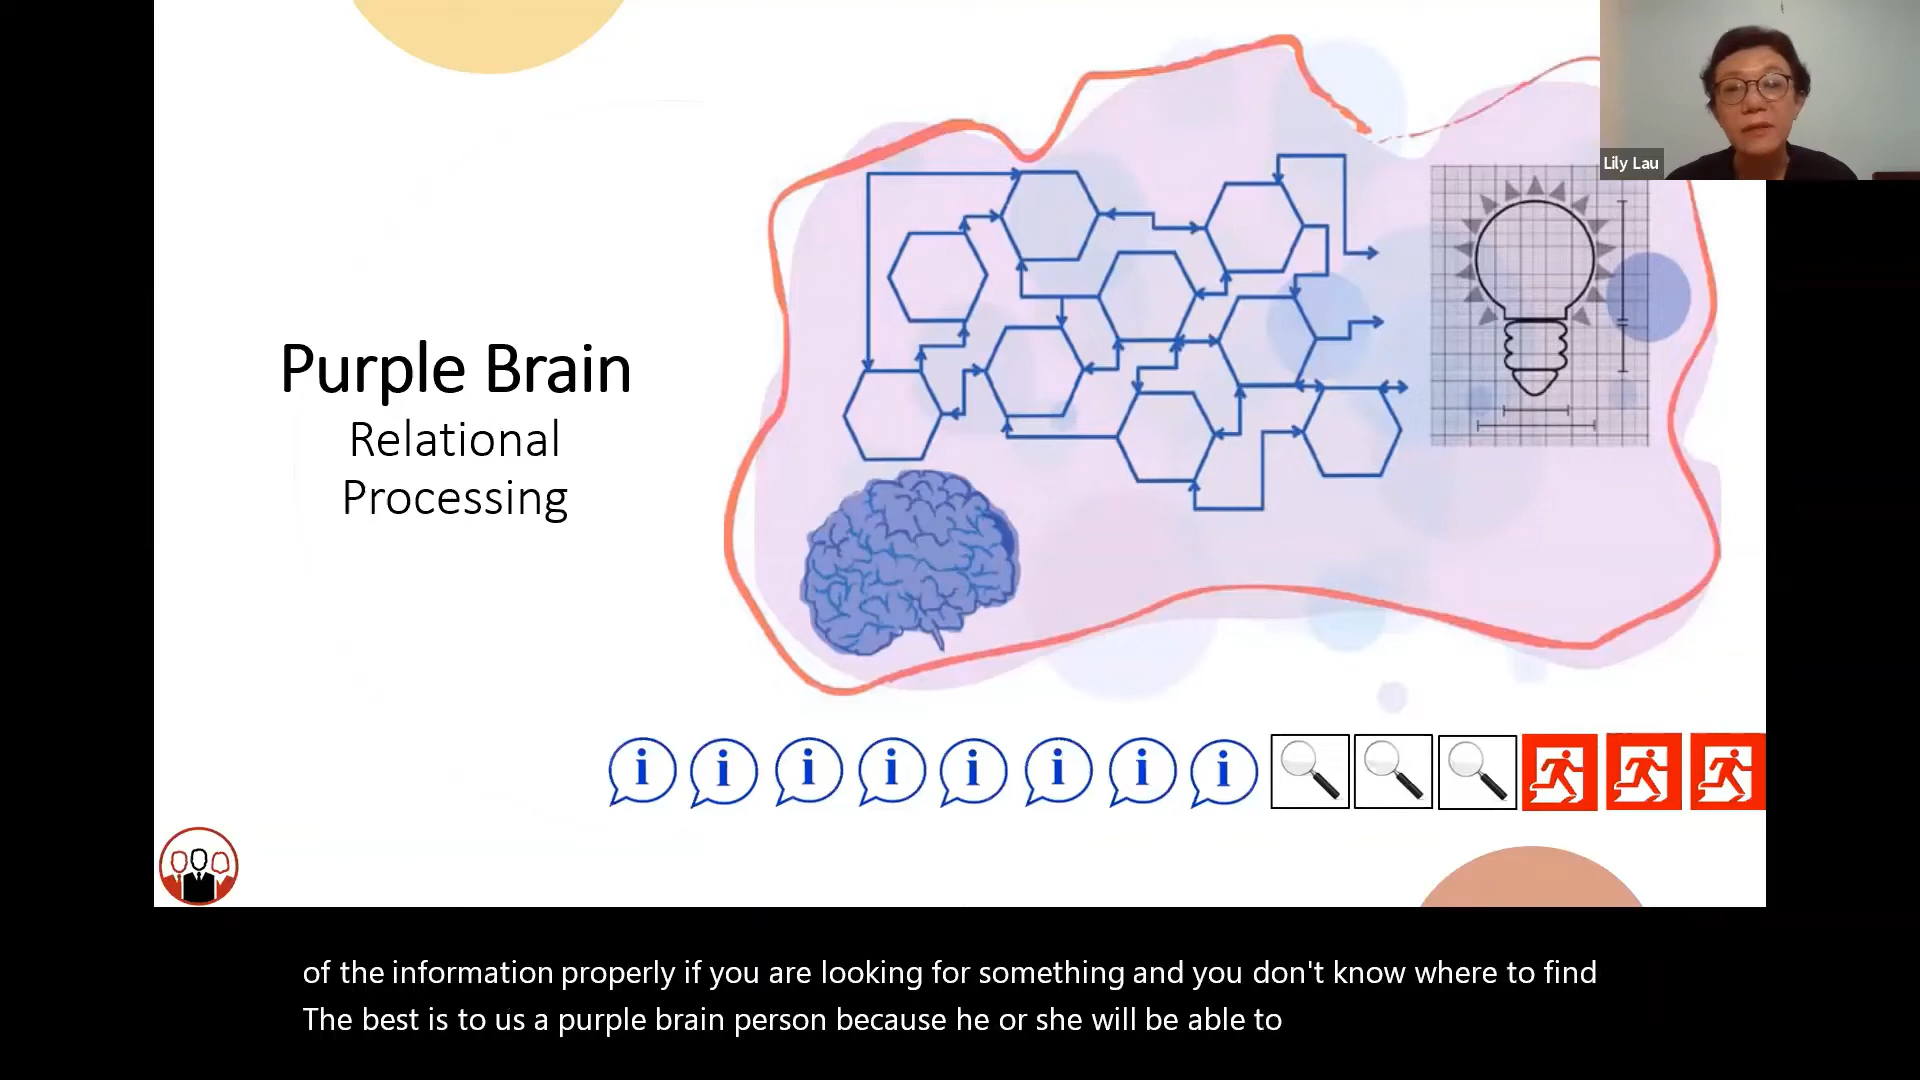 Lily Lau
Purple Brain
Relational
Processing
i i i i i i i i
of the information properly if you are looking for something and you don't know where to find
The best is to us a purple brain person because he or she will be able to